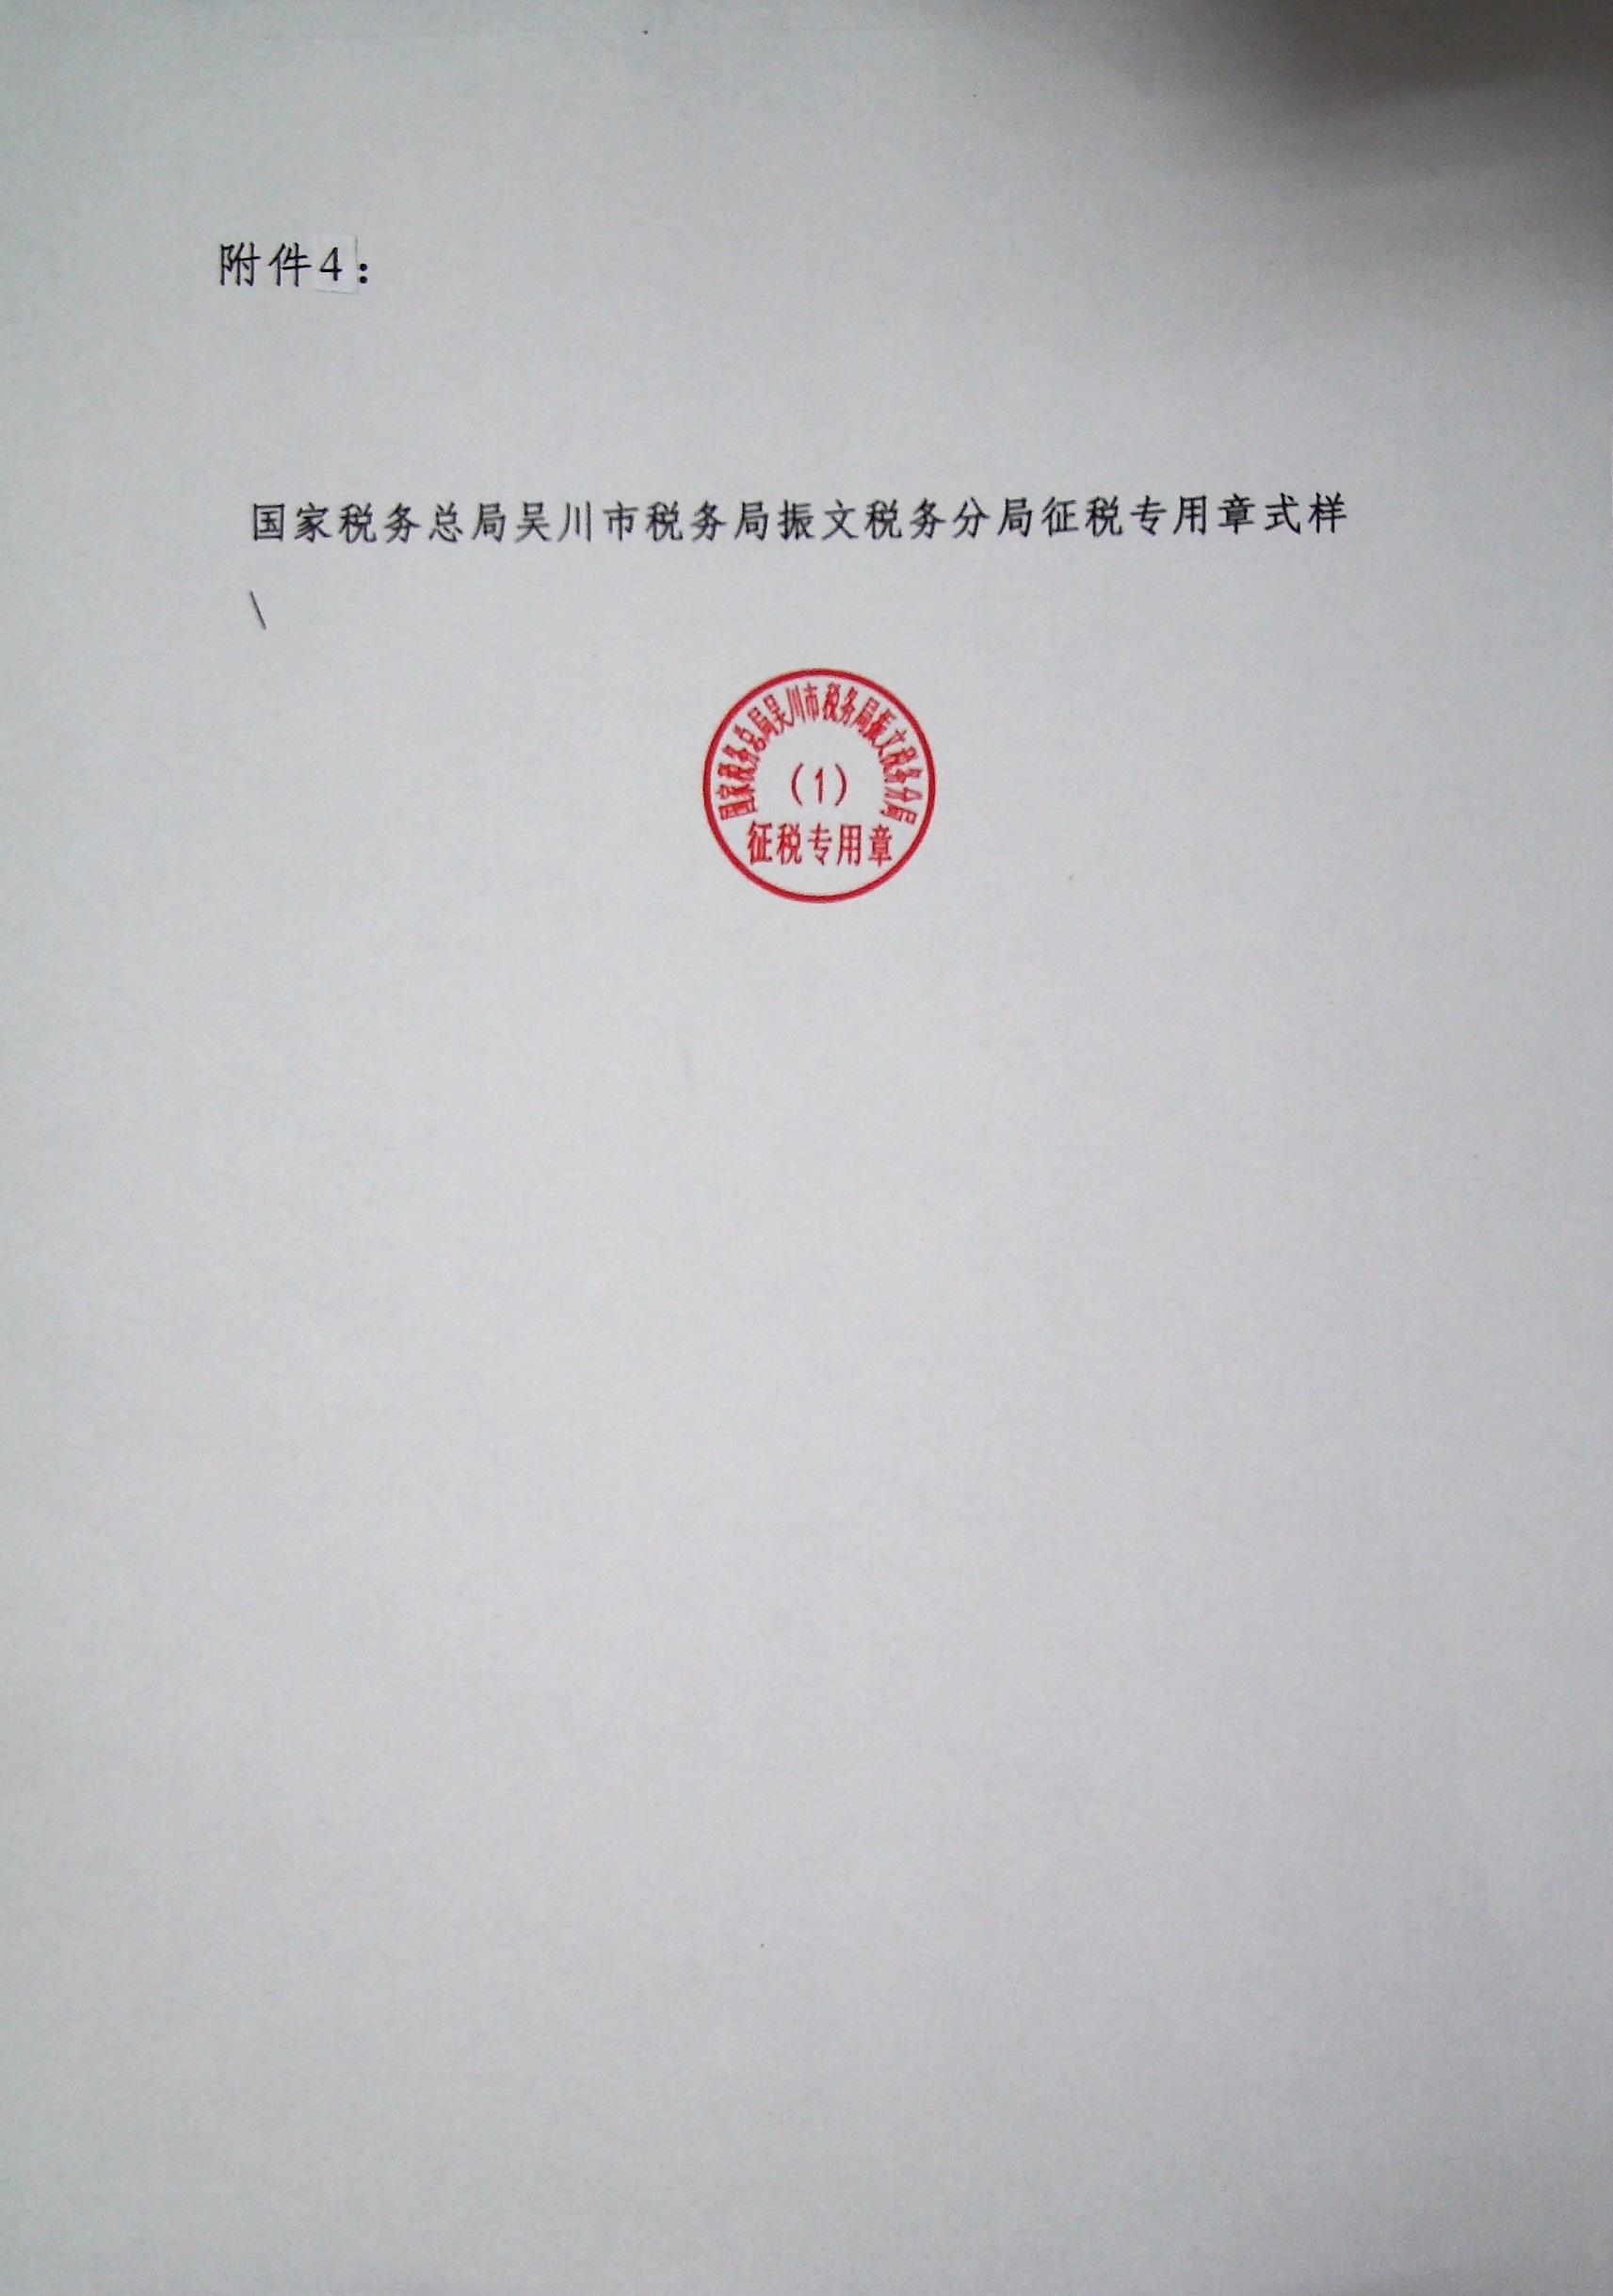 附件4：
国家税务总局吴川市税务局振文税务分局征税专用章式样
\
国家税务总局吴川市税务局振文税务分局
（1）
征税专用章